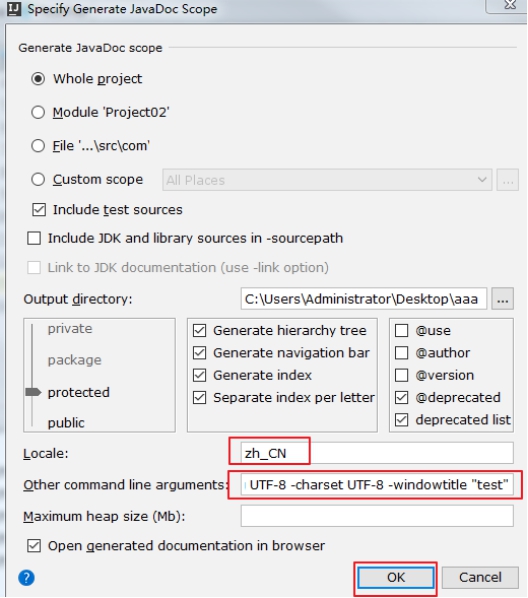 Specify Generate JavaDoc Scope
Generate JavaDoc scope
Whole project
Module 'Project02'
File '...\src\com'
Custom scope All Places ...
Include test sources
Include JDK and library sources in -sourcepath
Link to JDK documentation (use -link option)
Output directory: C:\Users\Administrator\Desktop\aaa ...
private
package
protected
public
Generate hierarchy tree
Generate navigation bar
Generate index
Separate index per letter
@use
@author
@version
@deprecated
deprecated list
Locale: zh_CN
Other command line arguments: UTF-8 -charset UTF-8 -windowtitle "test"
Maximum heap size (Mb):
Open generated documentation in browser
? OK Cancel